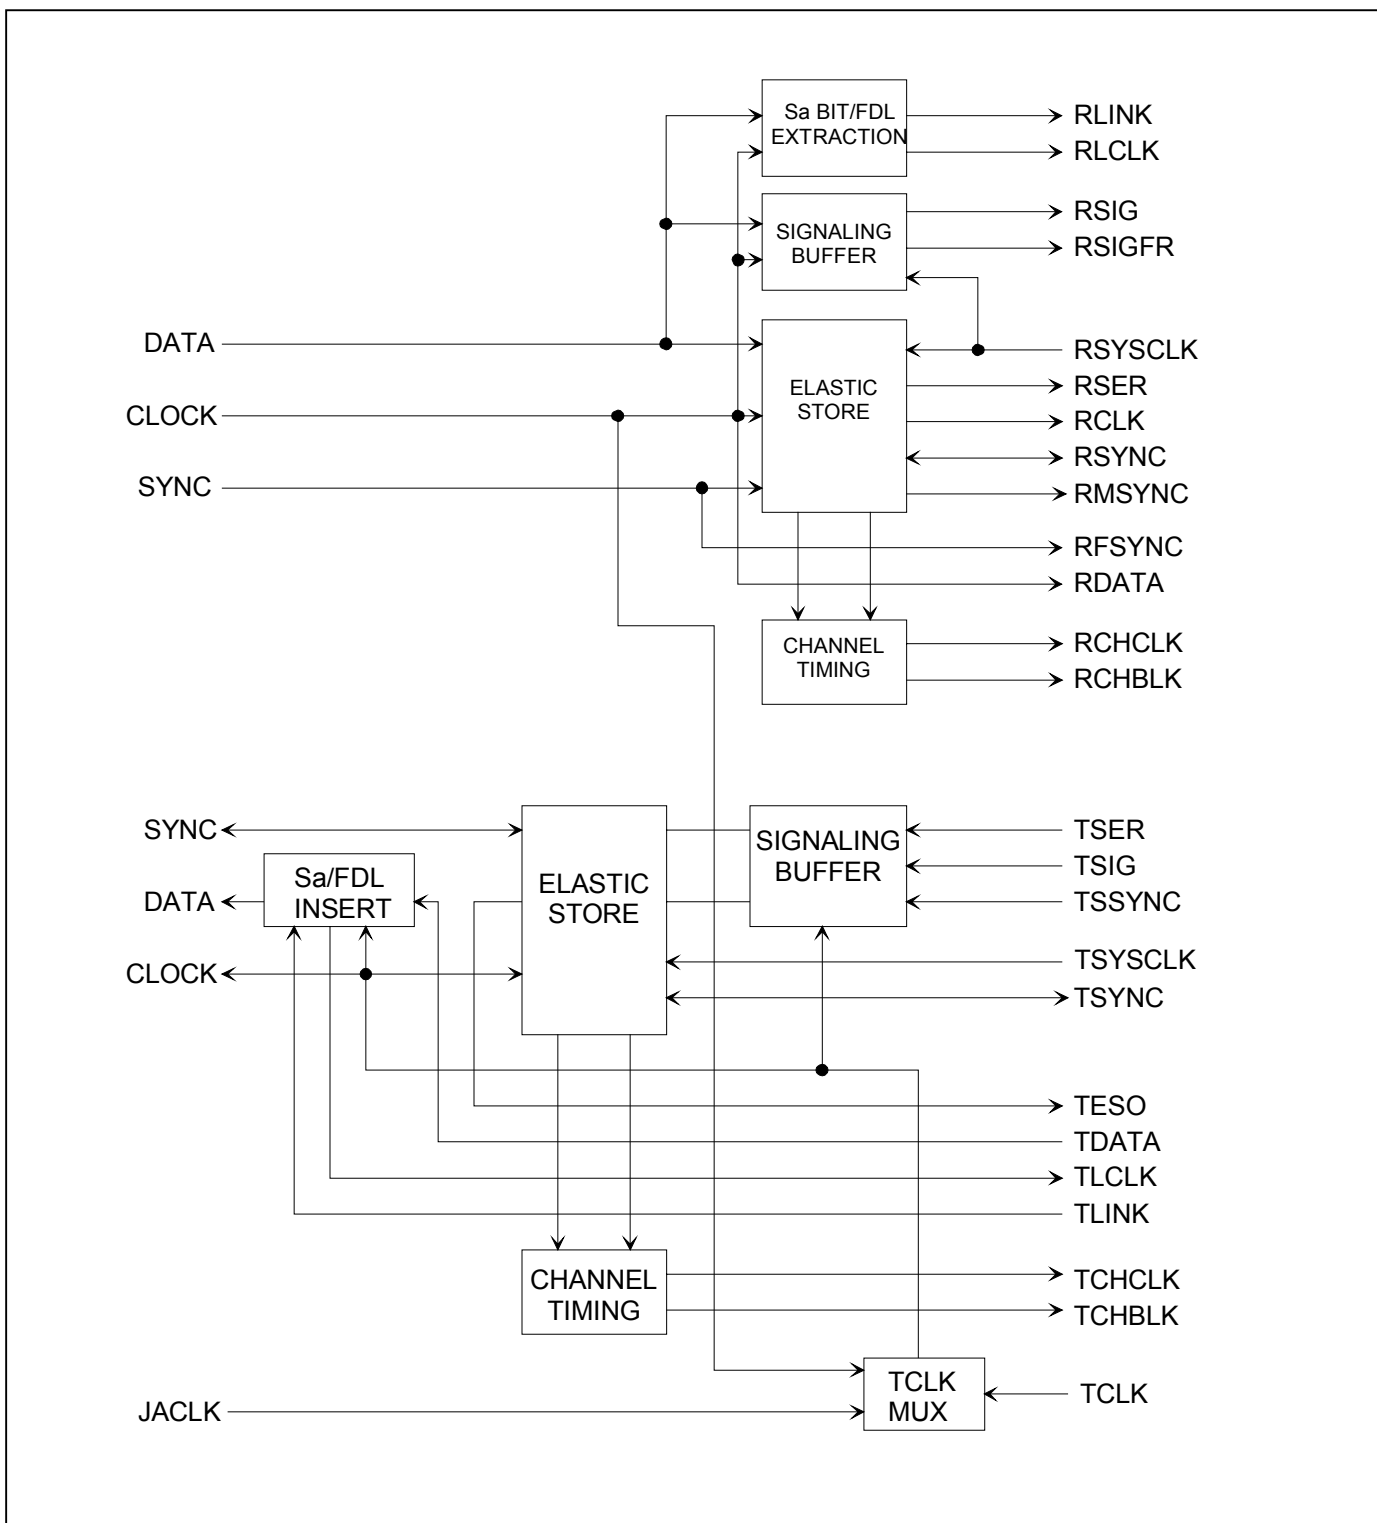 Sa BIT/FDL
EXTRACTION
RLINK
RLCLK
SIGNALING
BUFFER
RSIG
RSIGFR
DATA
CLOCK
SYNC
ELASTIC
STORE
RSYSCLK
RSER
RCLK
RSYNC
RMSYNC
RFSYNC
RDATA
CHANNEL
TIMING
RCHCLK
RCHBLK
SYNC
DATA
CLOCK
Sa/FDL
INSERT
ELASTIC
STORE
SIGNALING
BUFFER
TSER
TSIG
TSSYNC
TSYSCLK
TSYNC
TESO
TDATA
TLCLK
TLINK
CHANNEL
TIMING
TCHCLK
TCHBLK
JACLK
TCLK
MUX
TCLK